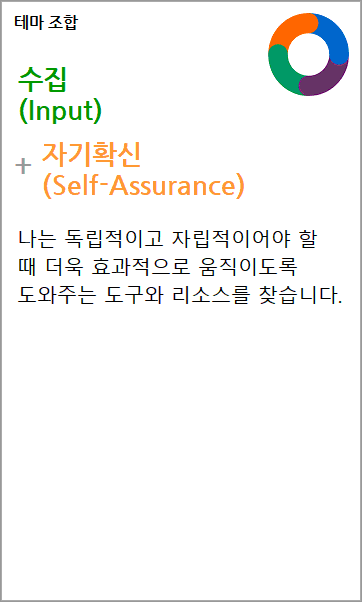 테마 조합
수집
(Input)
+ 자기확신
(Self-Assurance)
나는 독립적이고 자립적이어야 할
때 더욱 효과적으로 움직이도록
도와주는 도구와 리소스를 찾습니다.